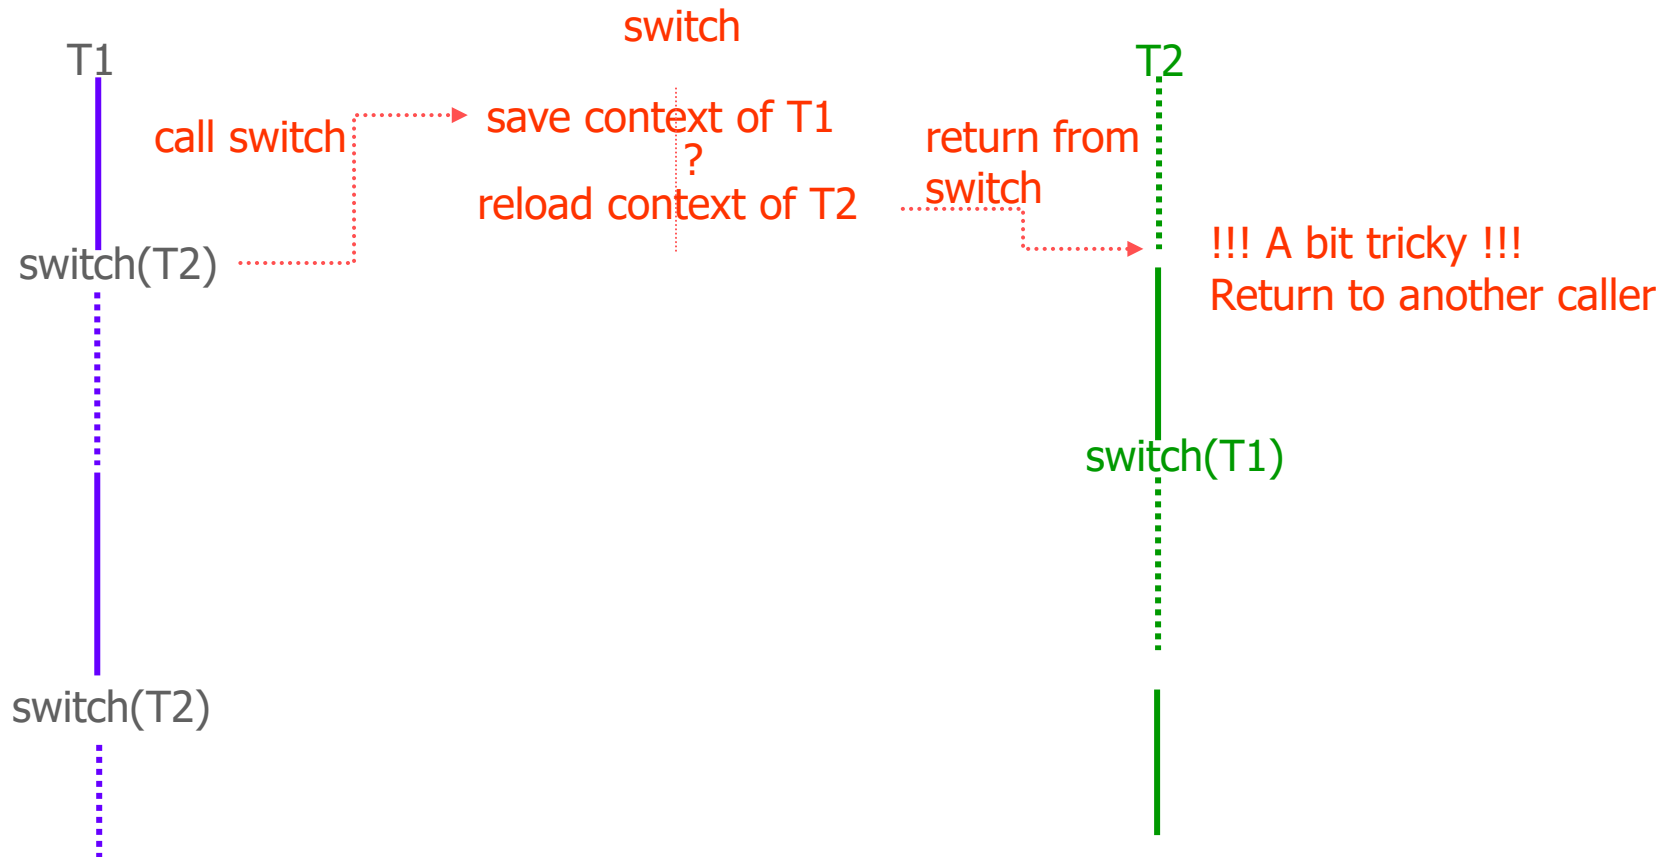 switch
T1
T2
call switch
save context of T1
?
reload context of T2
return from
switch
switch(T2)
!!! A bit tricky !!!
Return to another caller
switch(T1)
switch(T2)